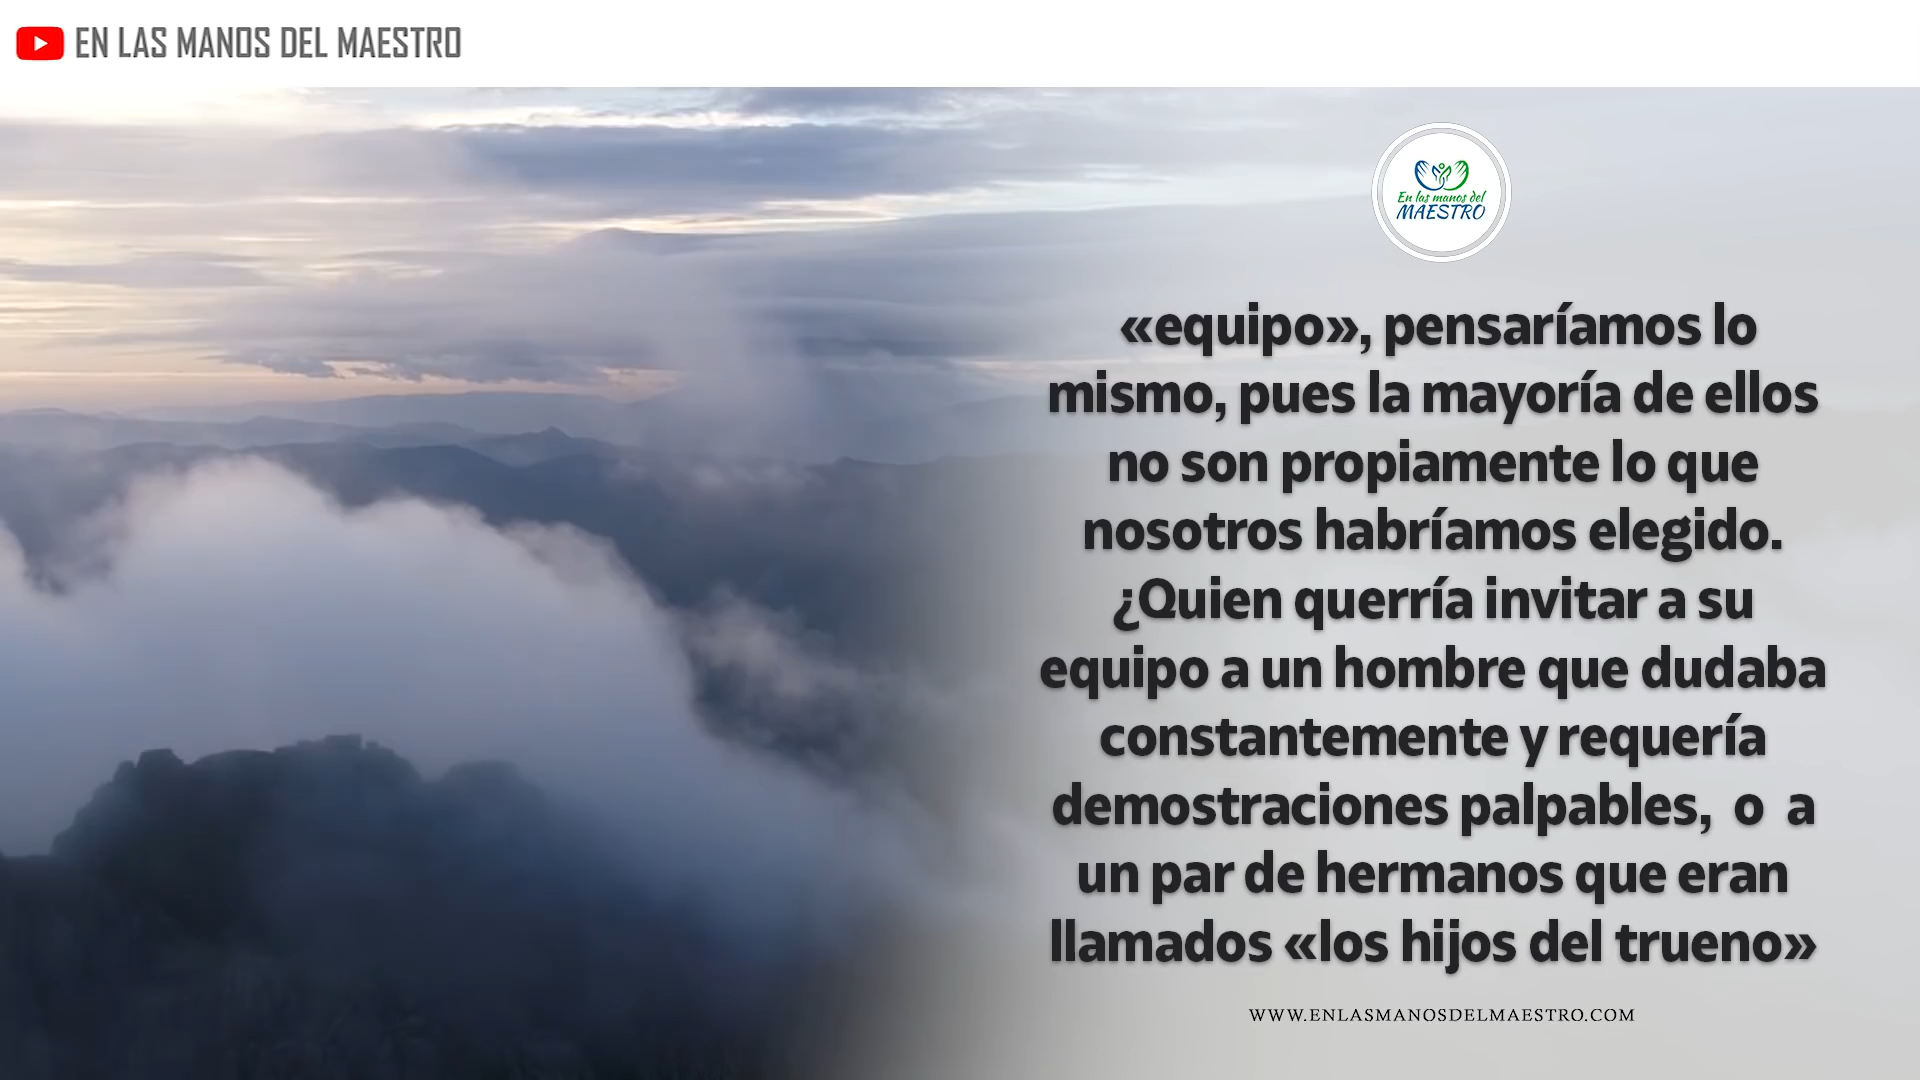 EN LAS MANOS DEL MAESTRO
En las manos del
MAESTRO
«equipo», pensaríamos lo
mismo, pues la mayoría de ellos
no son propiamente lo que
nosotros habríamos elegido.
¿Quien querría invitar a su
equipo a un hombre que dudaba
constantemente y requería
demostraciones palpables, o a
un par de hermanos que eran
llamados «los hijos del trueno»
WWW.ENLASMANOSDELMAESTRO.COM